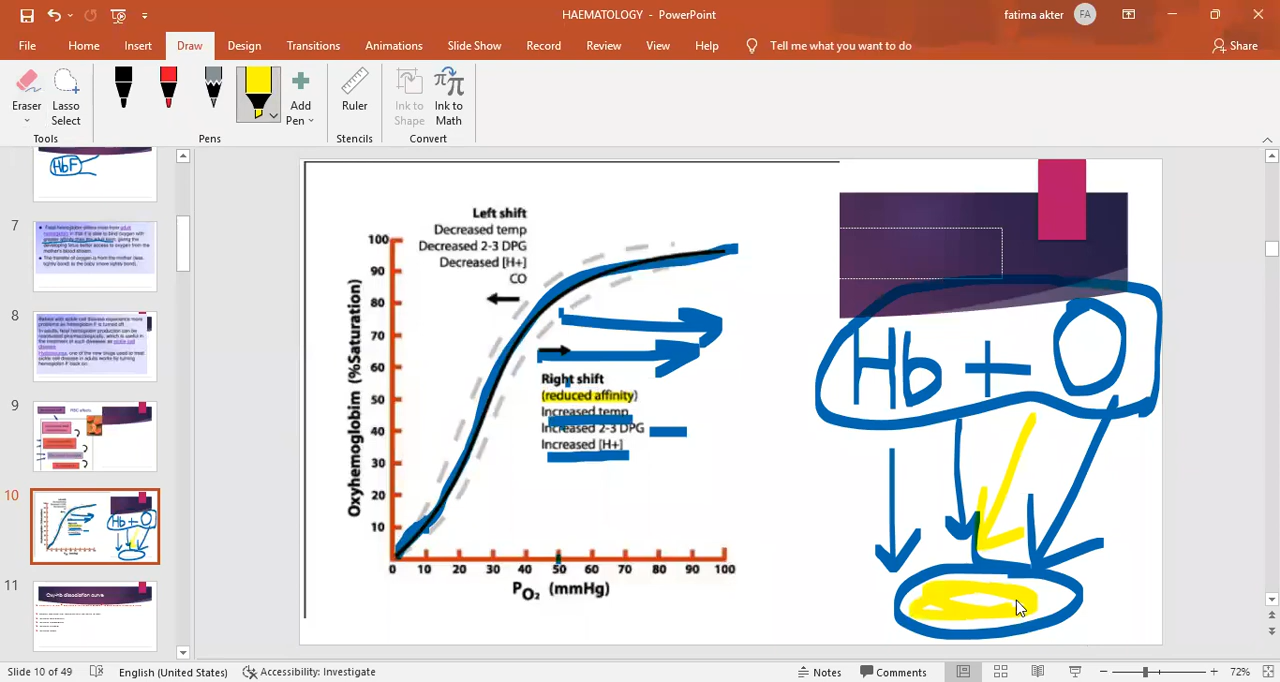 HAEMATOLOGY - PowerPoint
fatima akter
FA
File Home Insert Draw Design Transitions Animations Slide Show Record Review View Help Tell me what you want to do Share
Eraser
Lasso Select
Add Pen
Ruler
Ink to Shape
Ink to Math
Tools
Pens
Stencils
Convert
HbF
7
8
9
10
11
Left shift
Decreased temp
Decreased 2-3 DPG
Decreased [H+]
CO
Right shift
(reduced affinity)
Increased temp
Increased 2-3 DPG
Increased [H+]
Oxyhemoglobim (%Saturation)
100
90
80
70
60
50
40
30
20
10
0 10 20 30 40 50 60 70 80 90 100
PO₂ (mmHg)
Hb + O
Slide 10 of 49 English (United States) Accessibility: Investigate Notes Comments 72%